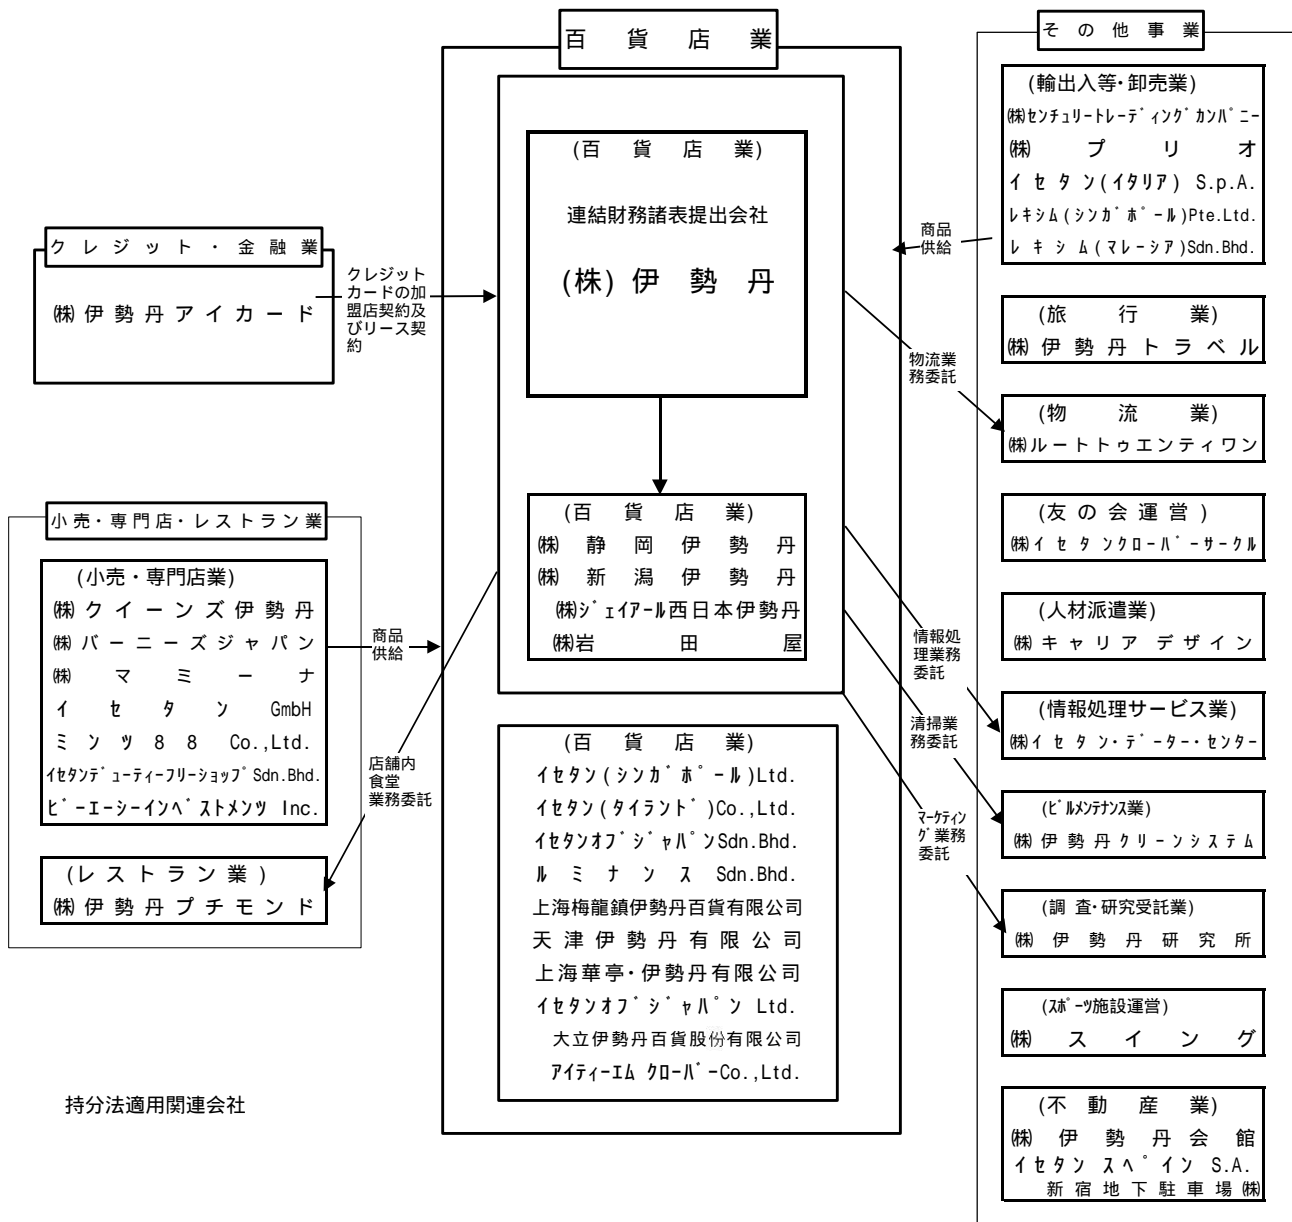 百貨店業
(百貨店業)
連結財務諸表提出会社
(株)伊勢丹
(百貨店業)
㈱静岡伊勢丹
㈱新潟伊勢丹
㈱ジェイアール西日本伊勢丹
㈱岩田屋
(百貨店業)
イセタン(シンガポール)Ltd.
イセタン(タイランド)Co.,Ltd.
イセタンオブジャパンSdn.Bhd.
ルミナンス Sdn.Bhd.
上海梅龍鎮伊勢丹百貨有限公司
天津伊勢丹有限公司
上海華亭・伊勢丹有限公司
イセタンオブジャパン Ltd.
大立伊勢丹百貨股份有限公司
アイティーエム クローバーCo.,Ltd.
クレジット・金融業
㈱伊勢丹アイカード
クレジット
カードの加
盟店契約及
びリース契
約
小売・専門店・レストラン業
(小売・専門店業)
㈱クイーンズ伊勢丹
㈱バーニーズジャパン
㈱マミーナ
イセタン GmbH
ミンツ88 Co.,Ltd.
イセタンデューティーフリーショップSdn.Bhd.
ビーエーシーインベストメンツ Inc.
(レストラン業)
㈱伊勢丹プチモンド
商品
供給
店舗内
食堂
業務委託
持分法適用関連会社
その他事業
(輸出入等・卸売業)
㈱センチュリートレーディングカンパニー
㈱プリオ
イセタン(イタリア) S.p.A.
レキシム(シンガポール)Pte.Ltd.
レキシム(マレーシア)Sdn.Bhd.
商品
供給
(旅行業)
㈱伊勢丹トラベル
物流業
務委託
(物流業)
㈱ルートトゥエンティワン
(友の会運営)
㈱イセタンクローバーサークル
(人材派遣業)
㈱キャリアデザイン
情報処
理業務
委託
(情報処理サービス業)
㈱イセタン・データー・センター
清掃業
務委託
(ビルメンテナンス業)
㈱伊勢丹クリーンシステム
マーケティン
グ業務
委託
(調査・研究受託業)
㈱伊勢丹研究所
(スポーツ施設運営)
㈱スイング
(不動産業)
㈱伊勢丹会館
イセタン スペイン S.A.
新宿地下駐車場㈱